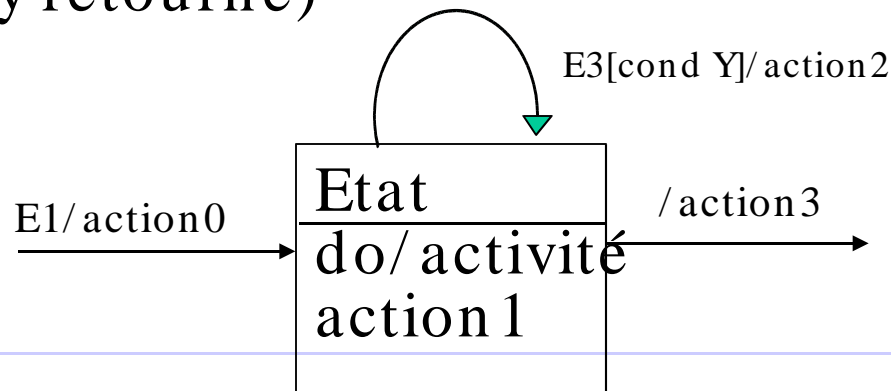 y retourne)
E3[cond Y]/action2
E1/action0
Etat
/action3
do/activité
action1